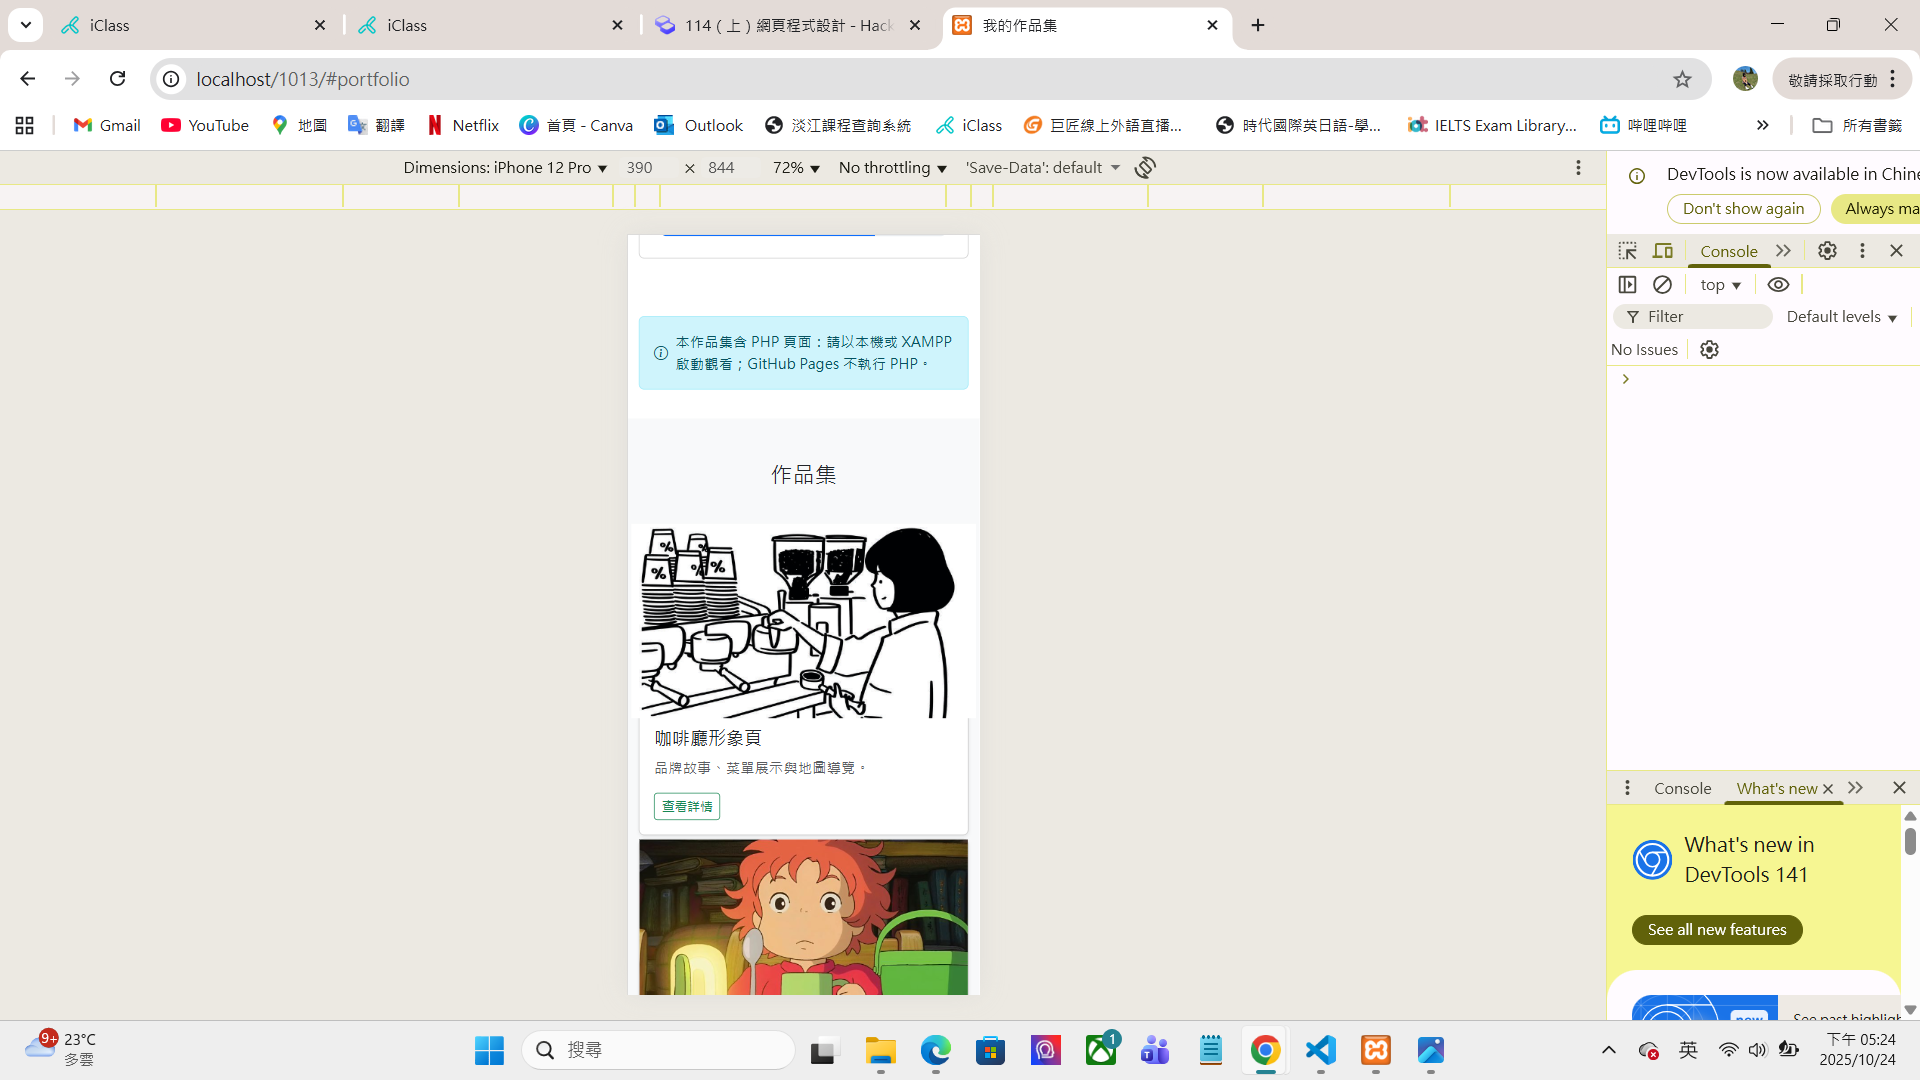 iClass
iClass
114（上）網頁程式設計 - Hack
我的作品集
localhost/1013/#portfolio
敬請採取行動
Gmail
YouTube
地圖
翻譯
Netflix
首頁 - Canva
Outlook
淡江課程查詢系統
iClass
巨匠線上外語直播...
時代國際英日語-學...
IELTS Exam Library...
哔哩哔哩
所有書籤
Dimensions: iPhone 12 Pro
390
×
844
72%
No throttling
'Save-Data': default
DevTools is now available in Chine
Don't show again
Always ma
Console
top
Filter
Default levels
No Issues
本作品集含 PHP 頁面：請以本機或 XAMPP
啟動觀看；GitHub Pages 不執行 PHP。
作品集
%
%
%
%
%
咖啡廳形象頁
品牌故事、菜單展示與地圖導覽。
查看詳情
Console
What's new
What's new in
DevTools 141
See all new features
new
See past highlig
9+
23°C
多雲
搜尋
1
英
下午 05:24
2025/10/24